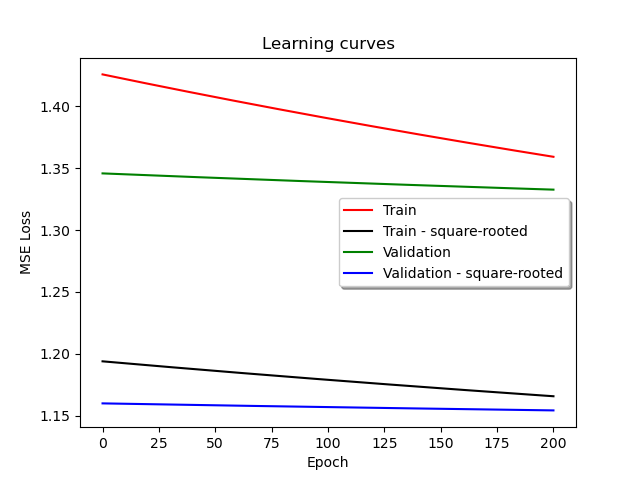 Learning curves
MSE Loss
1.40
1.35
1.30
1.25
1.20
1.15
Train
Train - square-rooted
Validation
Validation - square-rooted
0 25 50 75 100 125 150 175 200
Epoch